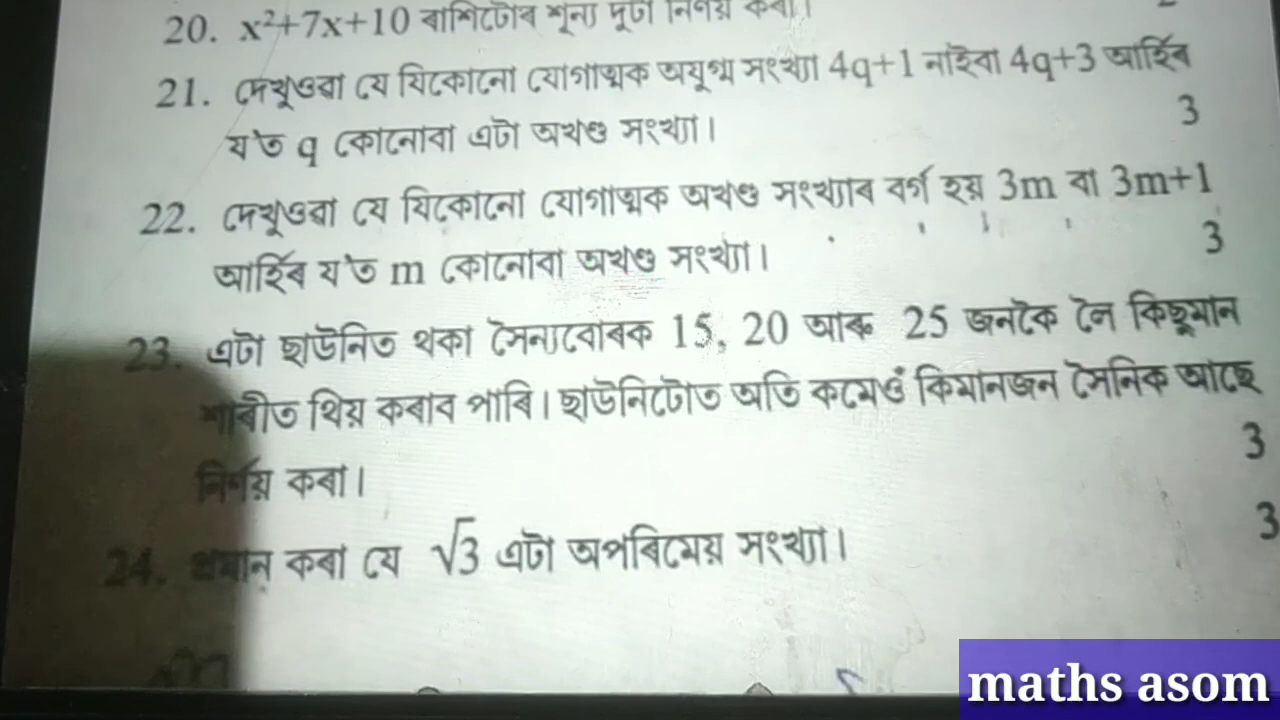 20. x²+7x+10 ৰাশিটোৰ শূন্য দুটা নিৰ্ণয় কৰা।
21. দেখুওৱা যে যিকোনো যোগাত্মক অযুগ্ম সংখ্যা 4q+1 নাইবা 4q+3 আৰ্হিৰ
য'ত q কোনোবা এটা অখণ্ড সংখ্যা। 3
22. দেখুওৱা যে যিকোনো যোগাত্মক অখণ্ড সংখ্যাৰ বৰ্গ হয় 3m বা 3m+1
আৰ্হিৰ য'ত m কোনোবা অখণ্ড সংখ্যা। 3
23. এটা ছাউনিত থকা সৈন্যবোৰক 15, 20 আৰু 25 জনকৈ লৈ কিছুমান
শাৰীত থিয় কৰাব পাৰি। ছাউনিটোত অতি কমেওঁ কিমানজন সৈনিক আছে
নিৰ্ণয় কৰা। 3
24. প্ৰমান্ কৰা যে √3 এটা অপৰিমেয় সংখ্যা। 3
maths asom